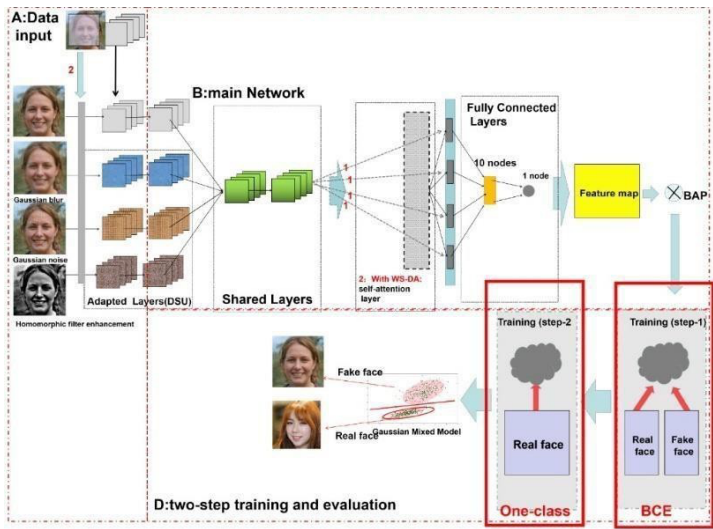 A:Data
input
2
B:main Network
Fully Connected
Layers
10 nodes
1 node
1
1
1
1
Feature map
BAP
Gaussian blur
Gaussian noise
Homomorphic filter enhancement
Adapted Layers(DSU)
Shared Layers
2: With WS-DA:
self-attention
layer
Training (step-2
Training (step-1)
Fake face
Real face
Gaussian Mixed Model
Real face
Real
face
Fake
face
D:two-step training and evaluation
One-class
BCE